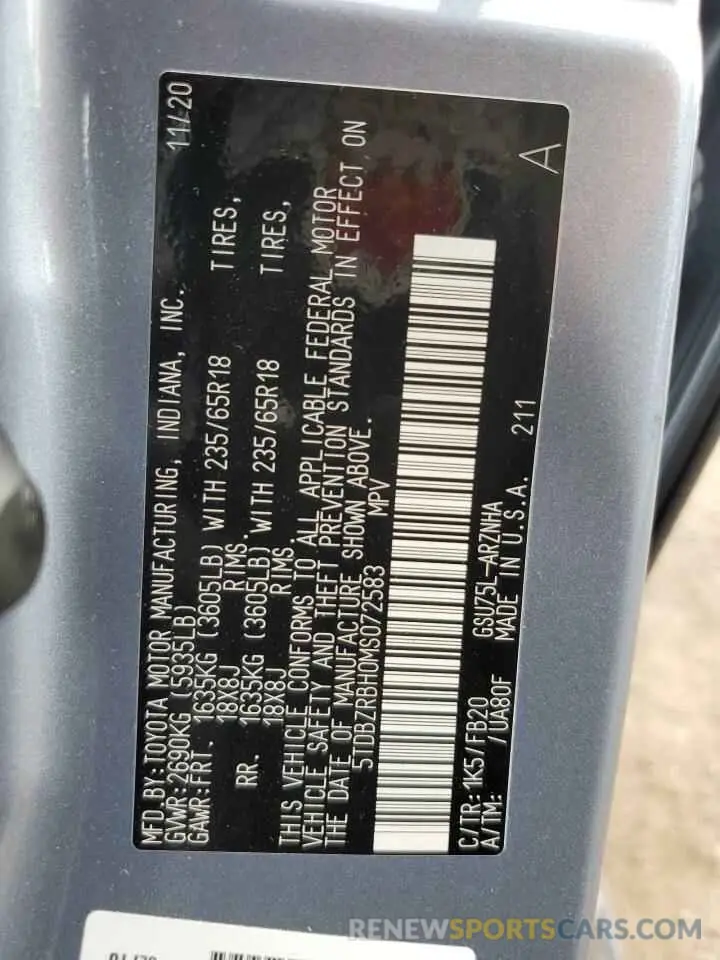 MFD.BY:TOYOTA MOTOR MANUFACTURING, INDIANA, INC. 11/20
GVWR:2690KG (5935LB)
GAWR:FRT. 1635KG (3605LB) WITH 235/65R18 TIRES,
18X8J RIMS.
RR. 1635KG (3605LB) WITH 235/65R18 TIRES,
18X8J RIMS.
THIS VEHICLE CONFORMS TO ALL APPLICABLE FEDERAL MOTOR
VEHICLE SAFETY AND THEFT PREVENTION STANDARDS IN EFFECT ON
THE DATE OF MANUFACTURE SHOWN ABOVE.
5TDBZRBH0MS072583 MPV
A
C/TR:1K5/FB20 GSU75L-ARZNHA
A/TM: /UA80F MADE IN U.S.A. 211
RENEWSPORTSCARS.COM